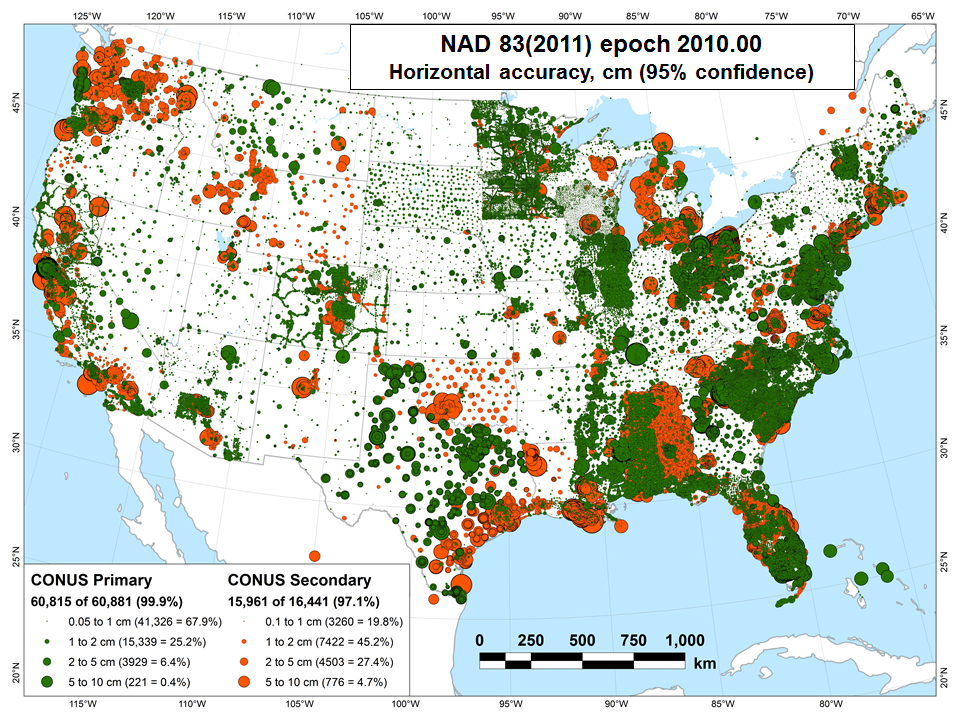 125°W 120°W 115°W 110°W 105°W 100°W 95°W 90°W 85°W 80°W 75°W 70°W 65°W
NAD 83(2011) epoch 2010.00
Horizontal accuracy, cm (95% confidence)
45°N 45°N
40°N 40°N
35°N 35°N
30°N 30°N
25°N 25°N
20°N 20°N
CONUS Primary
60,815 of 60,881 (99.9%)
0.05 to 1 cm (41,326 = 67.9%)
1 to 2 cm (15,339 = 25.2%)
2 to 5 cm (3929 = 6.4%)
5 to 10 cm (221 = 0.4%)
CONUS Secondary
15,961 of 16,441 (97.1%)
0.1 to 1 cm (3260 = 19.8%)
1 to 2 cm (7422 = 45.2%)
2 to 5 cm (4503 = 27.4%)
5 to 10 cm (776 = 4.7%)
0 250 500 750 1,000
km
115°W 110°W 105°W 100°W 95°W 90°W 85°W 80°W